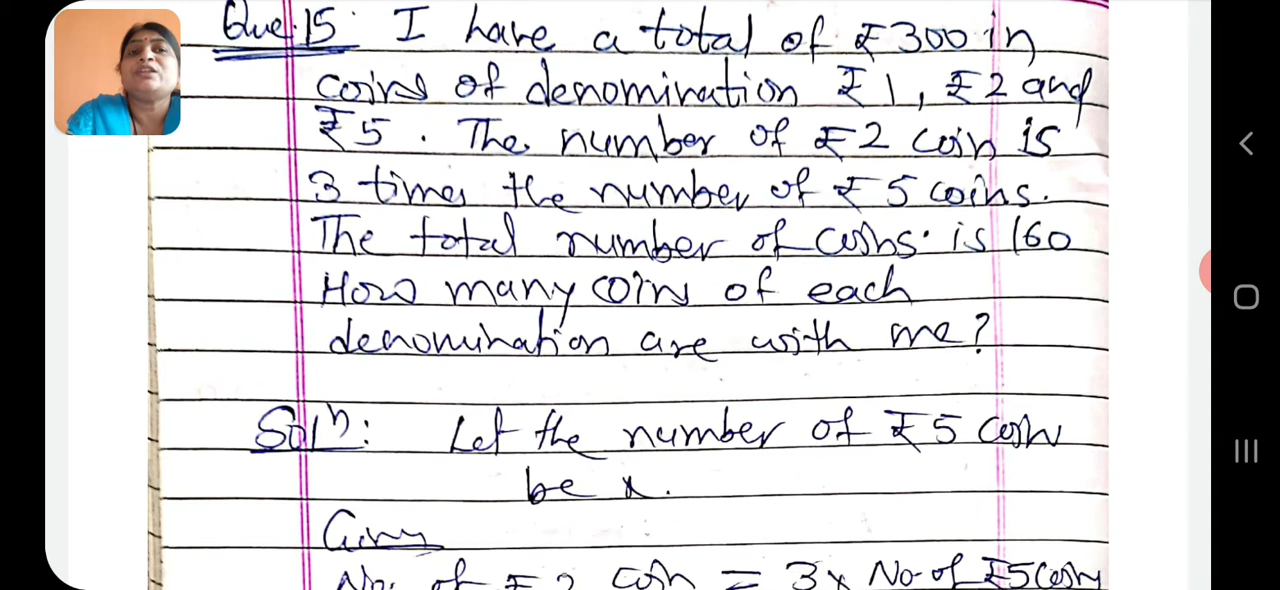 Que.15. I have a total of ₹300 in
coins of denomination ₹1, ₹2 and
₹5. The number of ₹2 coin is
3 times the number of ₹5 coins.
The total number of coins is 160
How many coins of each
denomination are with me?
Solⁿ: Let the number of ₹5 coin
be x.
No. of ₹2 coin = 3x No. of ₹5 coin